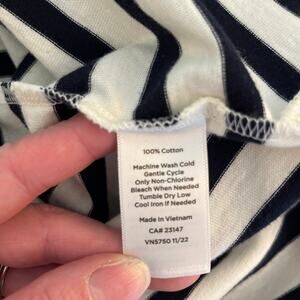 100% Cotton
Machine Wash Cold
Gentle Cycle
Only Non-Chlorine
Bleach When Needed
Tumble Dry Low
Cool Iron If Needed
Made In Vietnam
CA# 23147
VN5750 11/22